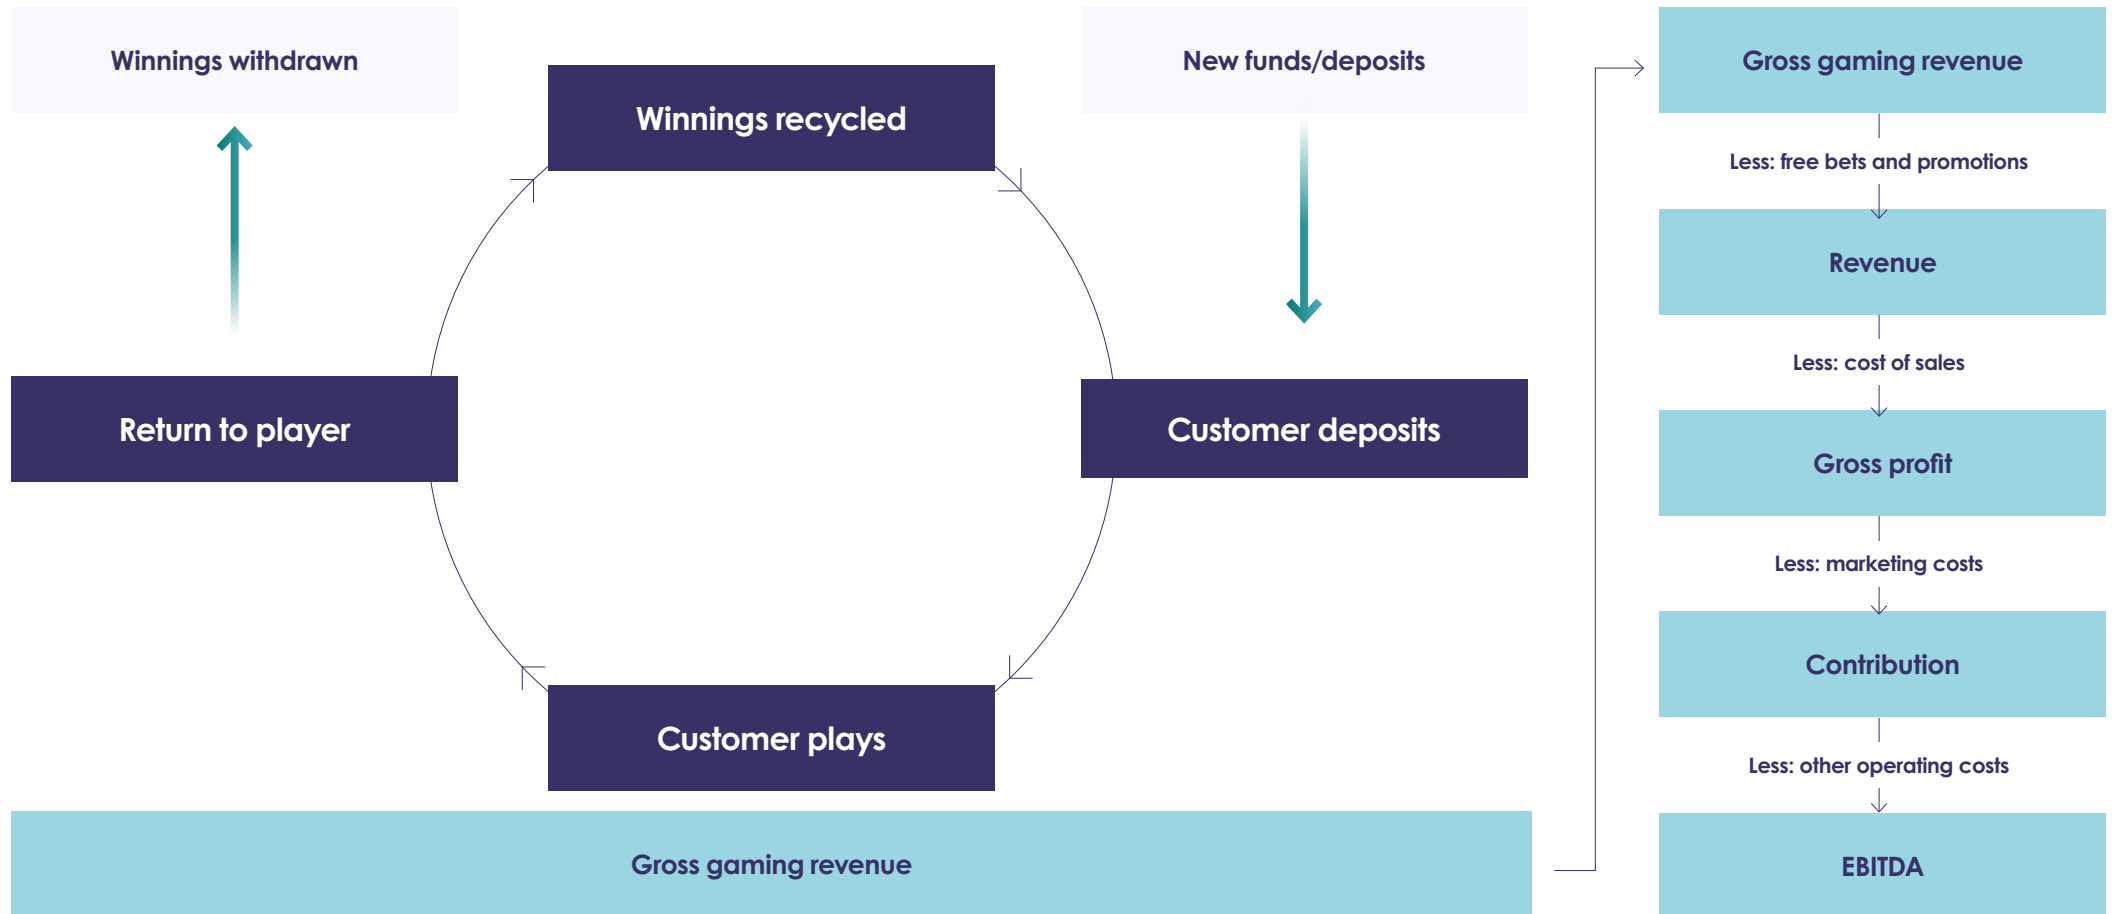 Winnings withdrawn
New funds/deposits
Winnings recycled
Return to player
Customer deposits
Customer plays
Gross gaming revenue
Gross gaming revenue
Less: free bets and promotions
Revenue
Less: cost of sales
Gross profit
Less: marketing costs
Contribution
Less: other operating costs
EBITDA